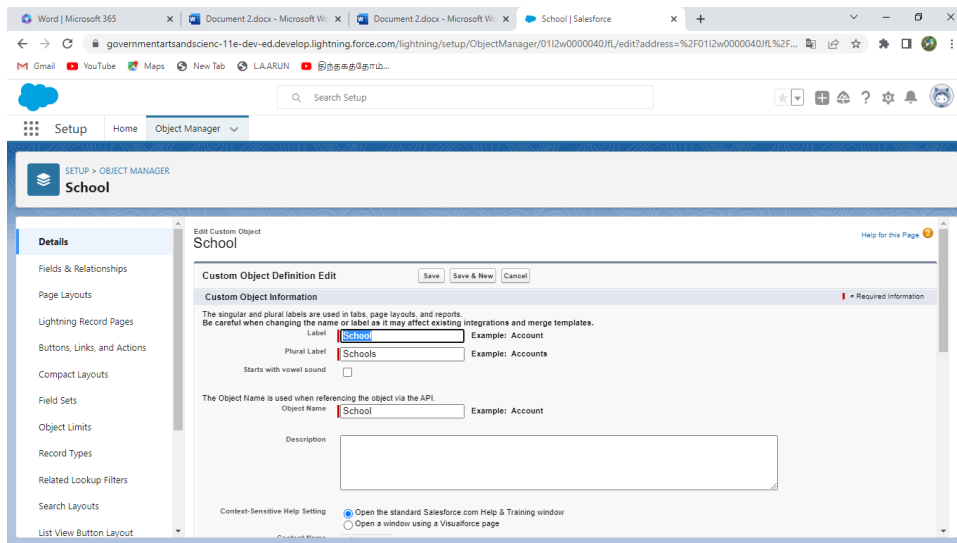 Word | Microsoft 365
Document 2.docx - Microsoft Wo
Document 2.docx - Microsoft Wo
School | Salesforce
governmentartsandscienc-11e-dev-ed.develop.lightning.force.com/lightning/setup/ObjectManager/01I2w0000040JfL/edit?address=%2F01I2w0000040JfL%2F...
Gmail
YouTube
Maps
New Tab
L.A.ARUN
Search Setup
Setup
Home
Object Manager
SETUP > OBJECT MANAGER
School
Details
Fields & Relationships
Page Layouts
Lightning Record Pages
Buttons, Links, and Actions
Compact Layouts
Field Sets
Object Limits
Record Types
Related Lookup Filters
Search Layouts
List View Button Layout
Edit Custom Object
School
Help for this Page
Custom Object Definition Edit
Save
Save & New
Cancel
Custom Object Information
= Required Information
The singular and plural labels are used in tabs, page layouts, and reports.
Be careful when changing the name or label as it may affect existing integrations and merge templates.
Label School Example: Account
Plural Label Schools Example: Accounts
Starts with vowel sound
The Object Name is used when referencing the object via the API.
Object Name School Example: Account
Description
Context-Sensitive Help Setting Open the standard Salesforce.com Help & Training window
Open a window using a Visualforce page
Content Name